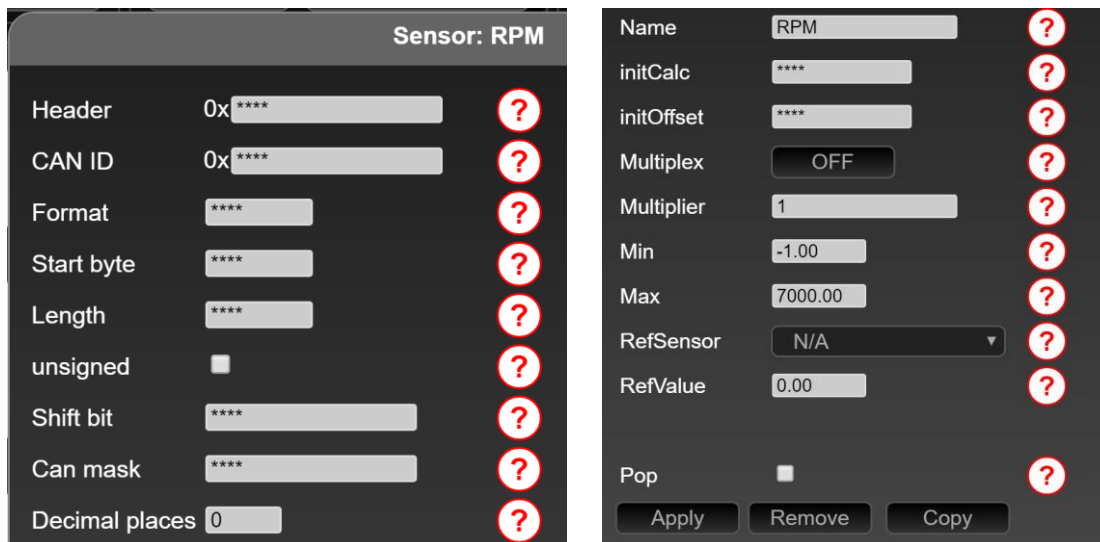 Sensor: RPM
Header 0x **** ?
CAN ID 0x **** ?
Format **** ?
Start byte **** ?
Length **** ?
unsigned ?
Shift bit **** ?
Can mask **** ?
Decimal places 0 ?
Name RPM ?
initCalc **** ?
initOffset **** ?
Multiplex OFF ?
Multiplier 1 ?
Min -1.00 ?
Max 7000.00 ?
RefSensor N/A ▼ ?
RefValue 0.00 ?
Pop ?
Apply Remove Copy